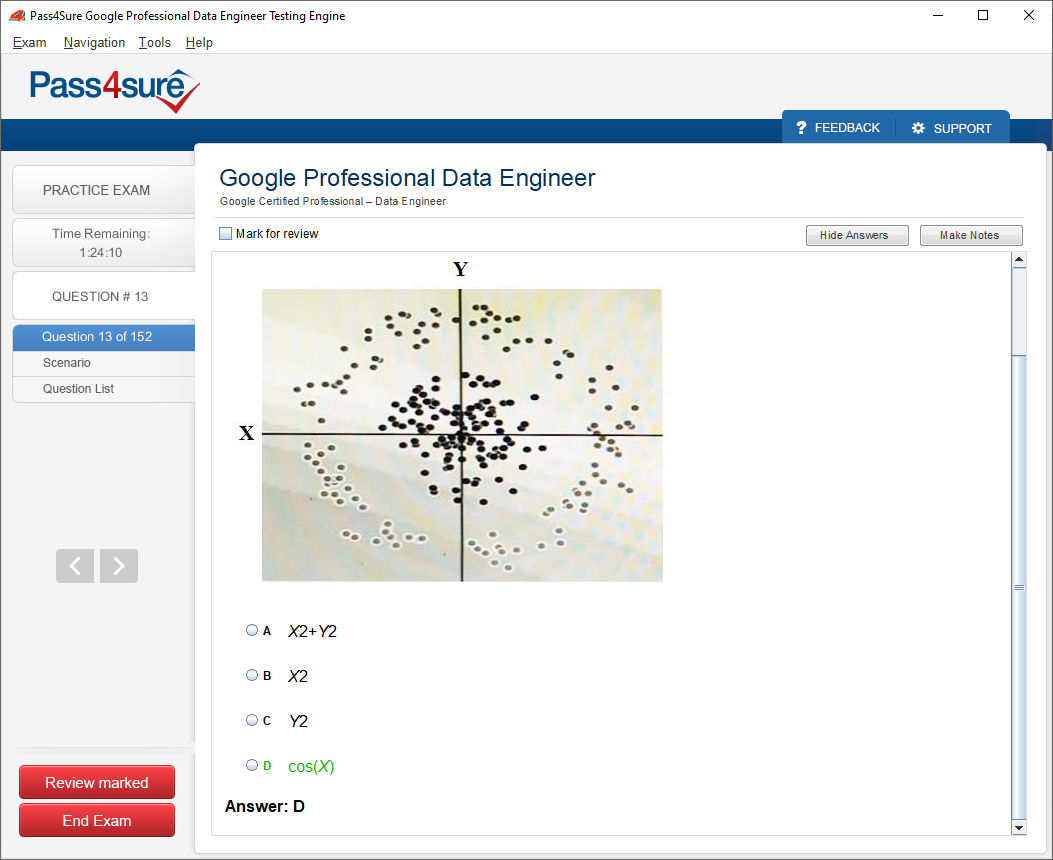 Pass4Sure Google Professional Data Engineer Testing Engine
Exam Navigation Tools Help
Pass4sure
? FEEDBACK SUPPORT
PRACTICE EXAM
Time Remaining:
1:24:10
QUESTION # 13
Question 13 of 152
Scenario
Question List
Review marked
End Exam
Google Professional Data Engineer
Google Certified Professional – Data Engineer
Mark for review
Hide Answers Make Notes
Y
X
A X2+Y2
B X2
C Y2
D cos(X)
Answer: D